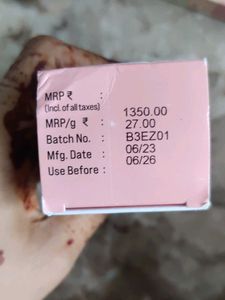 MRP ₹ : 1350.00
(Incl. of all taxes)
MRP/g ₹ : 27.00
Batch No. : B3EZ01
Mfg. Date : 06/23
Use Before : 06/26